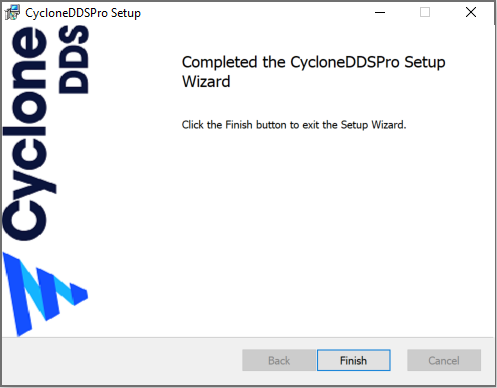 CycloneDDSPro Setup
Cyclone
DDS
Completed the CycloneDDSPro Setup
Wizard
Click the Finish button to exit the Setup Wizard.
Back
Finish
Cancel